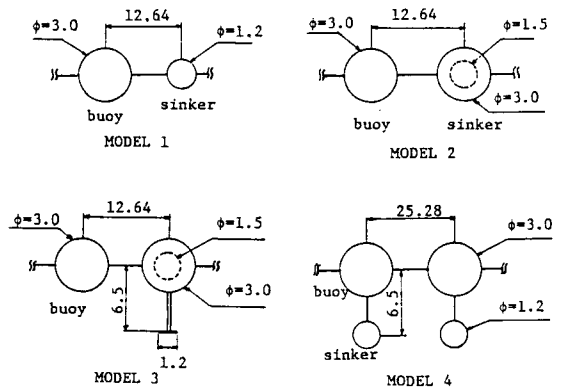 12.64
φ=3.0
φ=1.2
buoy
sinker
MODEL 1
12.64
φ=3.0
φ=1.5
φ=3.0
buoy
sinker
MODEL 2
12.64
φ=3.0
φ=1.5
φ=3.0
6.5
buoy
1.2
MODEL 3
25.28
φ=3.0
buoy
6.5
φ=1.2
sinker
MODEL 4